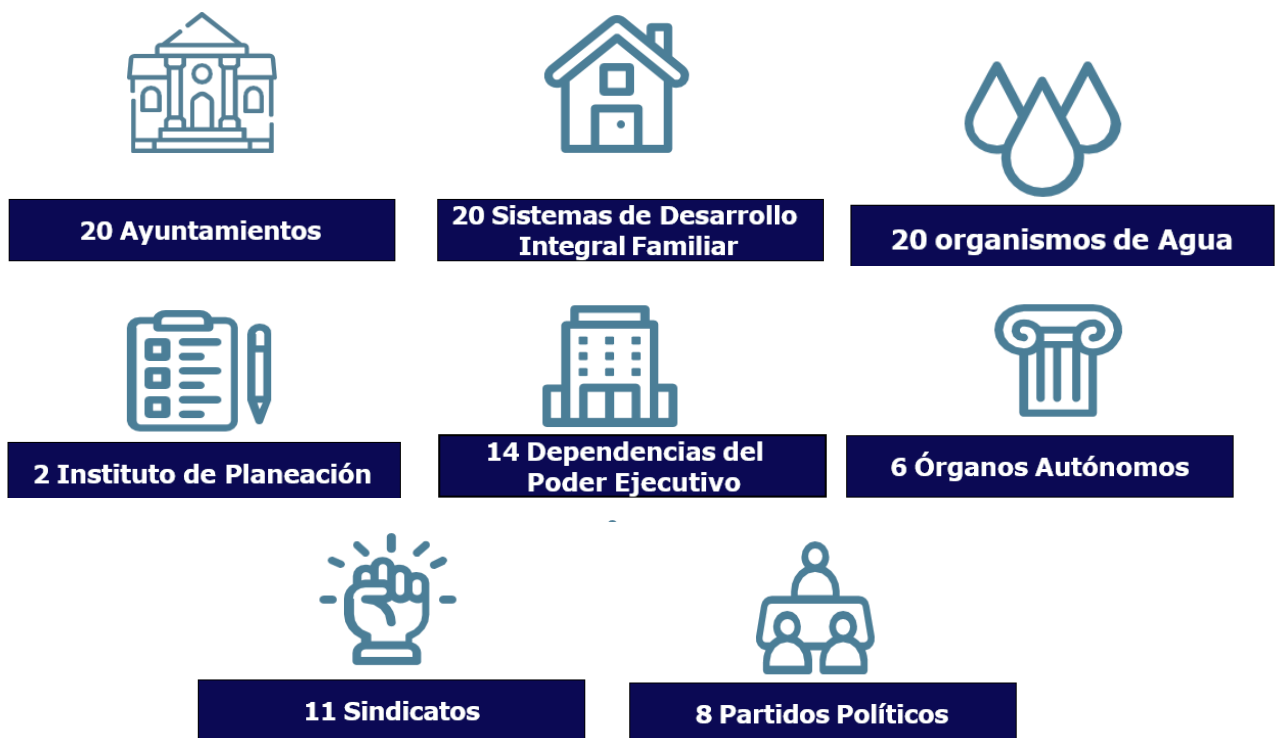 20 Ayuntamientos
20 Sistemas de Desarrollo
Integral Familiar
20 organismos de Agua
2 Instituto de Planeación
14 Dependencias del
Poder Ejecutivo
6 Órganos Autónomos
11 Sindicatos
8 Partidos Políticos